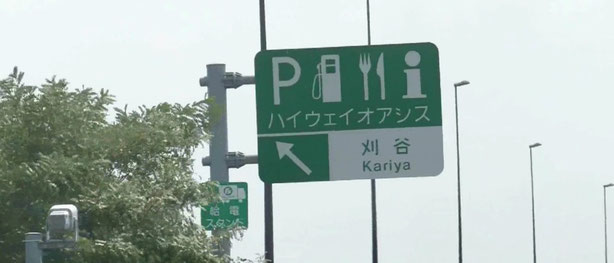 P
ハイウェイオアシス
刈谷
Kariya
給電
スタンド